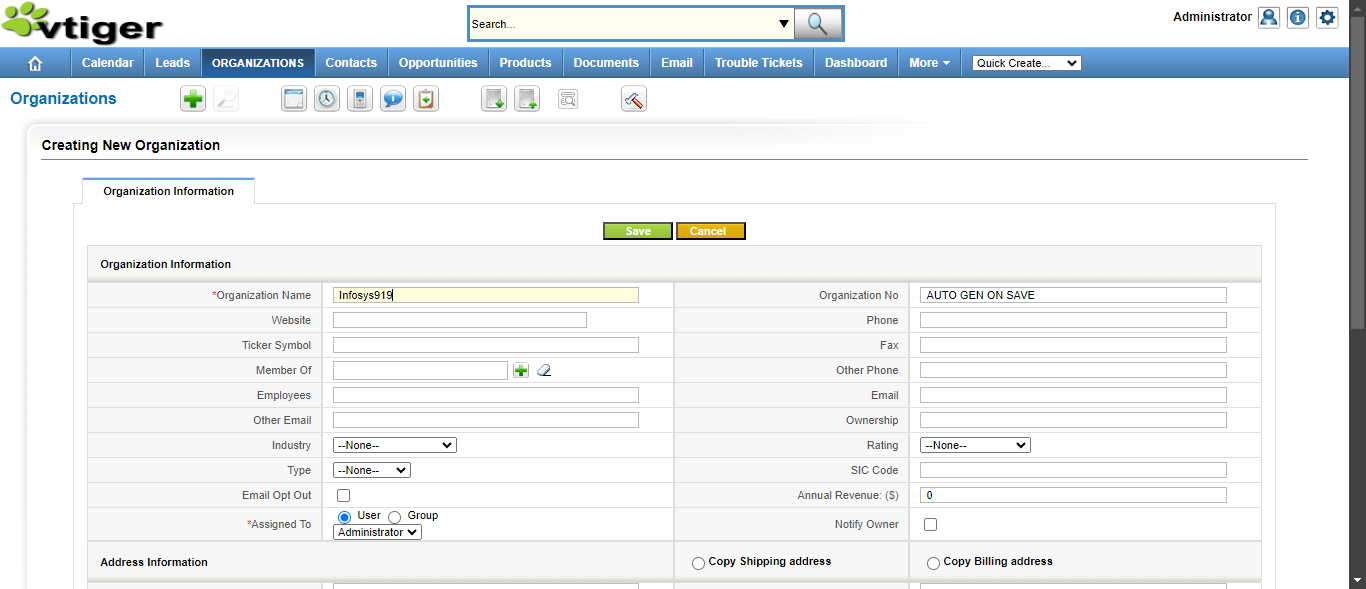 vtiger
Search...
Administrator
Calendar Leads ORGANIZATIONS Contacts Opportunities Products Documents Email Trouble Tickets Dashboard More Quick Create...
Organizations
Creating New Organization
Organization Information
Save Cancel
Organization Information
*Organization Name Infosys919 Organization No AUTO GEN ON SAVE
Website Phone
Ticker Symbol Fax
Member Of Other Phone
Employees Email
Other Email Ownership
Industry --None-- Rating --None--
Type --None-- SIC Code
Email Opt Out Annual Revenue: ($) 0
*Assigned To User Group Notify Owner
Administrator
Address Information Copy Shipping address Copy Billing address